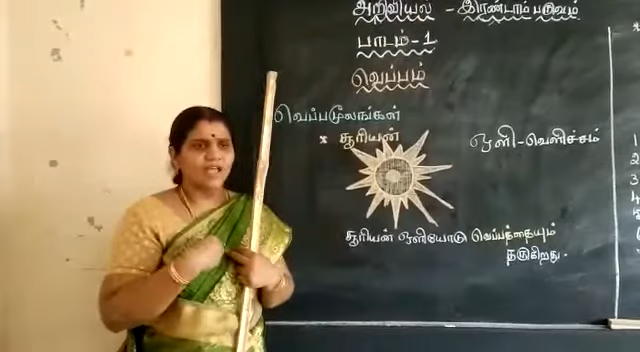 அறிவியல் - இரண்டாம் பருவம்
பாடம் - 1
வெப்பம்
வெப்பமூலங்கள்
* சூரியன்
ஒளி - வெளிச்சம்
சூரியன் ஒளியோடு வெப்பத்தையும்
தருகிறது.